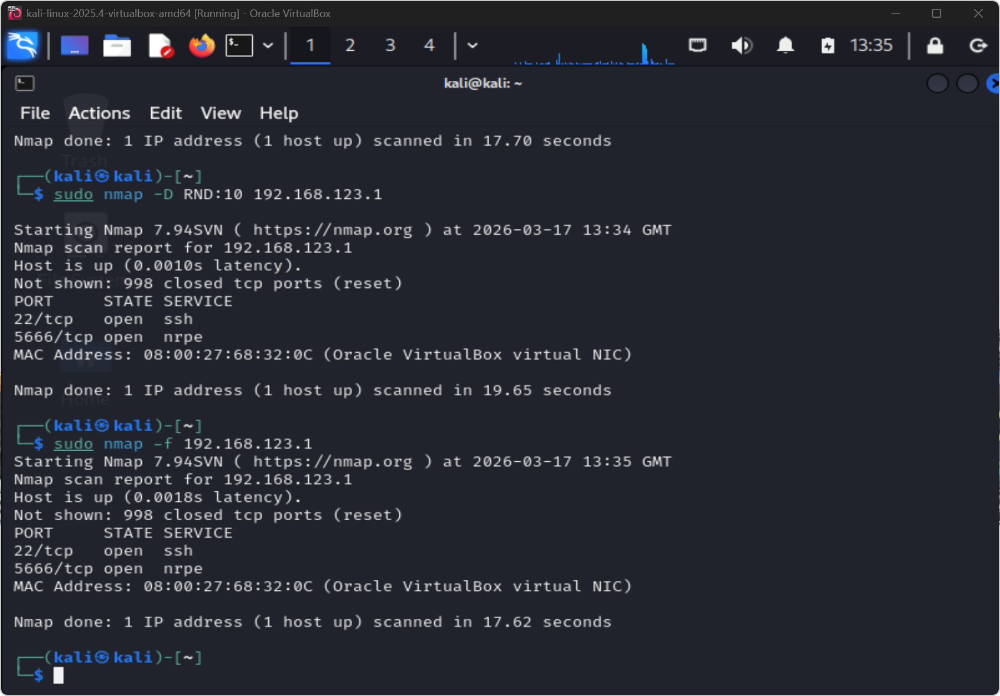 kali-linux-2025.4-virtualbox-amd64 [Running] - Oracle VirtualBox
1 2 3 4 13:35
kali@kali: ~
File Actions Edit View Help
Nmap done: 1 IP address (1 host up) scanned in 17.70 seconds
Trash
┌──(kali㉿kali)-[~]
└─$ sudo nmap -D RND:10 192.168.123.1
Starting Nmap 7.94SVN ( https://nmap.org ) at 2026-03-17 13:34 GMT
Nmap scan report for 192.168.123.1
Host is up (0.0010s latency).
File System
Not shown: 998 closed tcp ports (reset)
PORT     STATE SERVICE
22/tcp   open  ssh
5666/tcp open  nrpe
MAC Address: 08:00:27:68:32:0C (Oracle VirtualBox virtual NIC)
Nmap done: 1 IP address (1 host up) scanned in 19.65 seconds
Home
┌──(kali㉿kali)-[~]
└─$ sudo nmap -f 192.168.123.1
Starting Nmap 7.94SVN ( https://nmap.org ) at 2026-03-17 13:35 GMT
Nmap scan report for 192.168.123.1
Host is up (0.0018s latency).
Not shown: 998 closed tcp ports (reset)
PORT     STATE SERVICE
22/tcp   open  ssh
5666/tcp open  nrpe
MAC Address: 08:00:27:68:32:0C (Oracle VirtualBox virtual NIC)
Nmap done: 1 IP address (1 host up) scanned in 17.62 seconds
┌──(kali㉿kali)-[~]
└─$